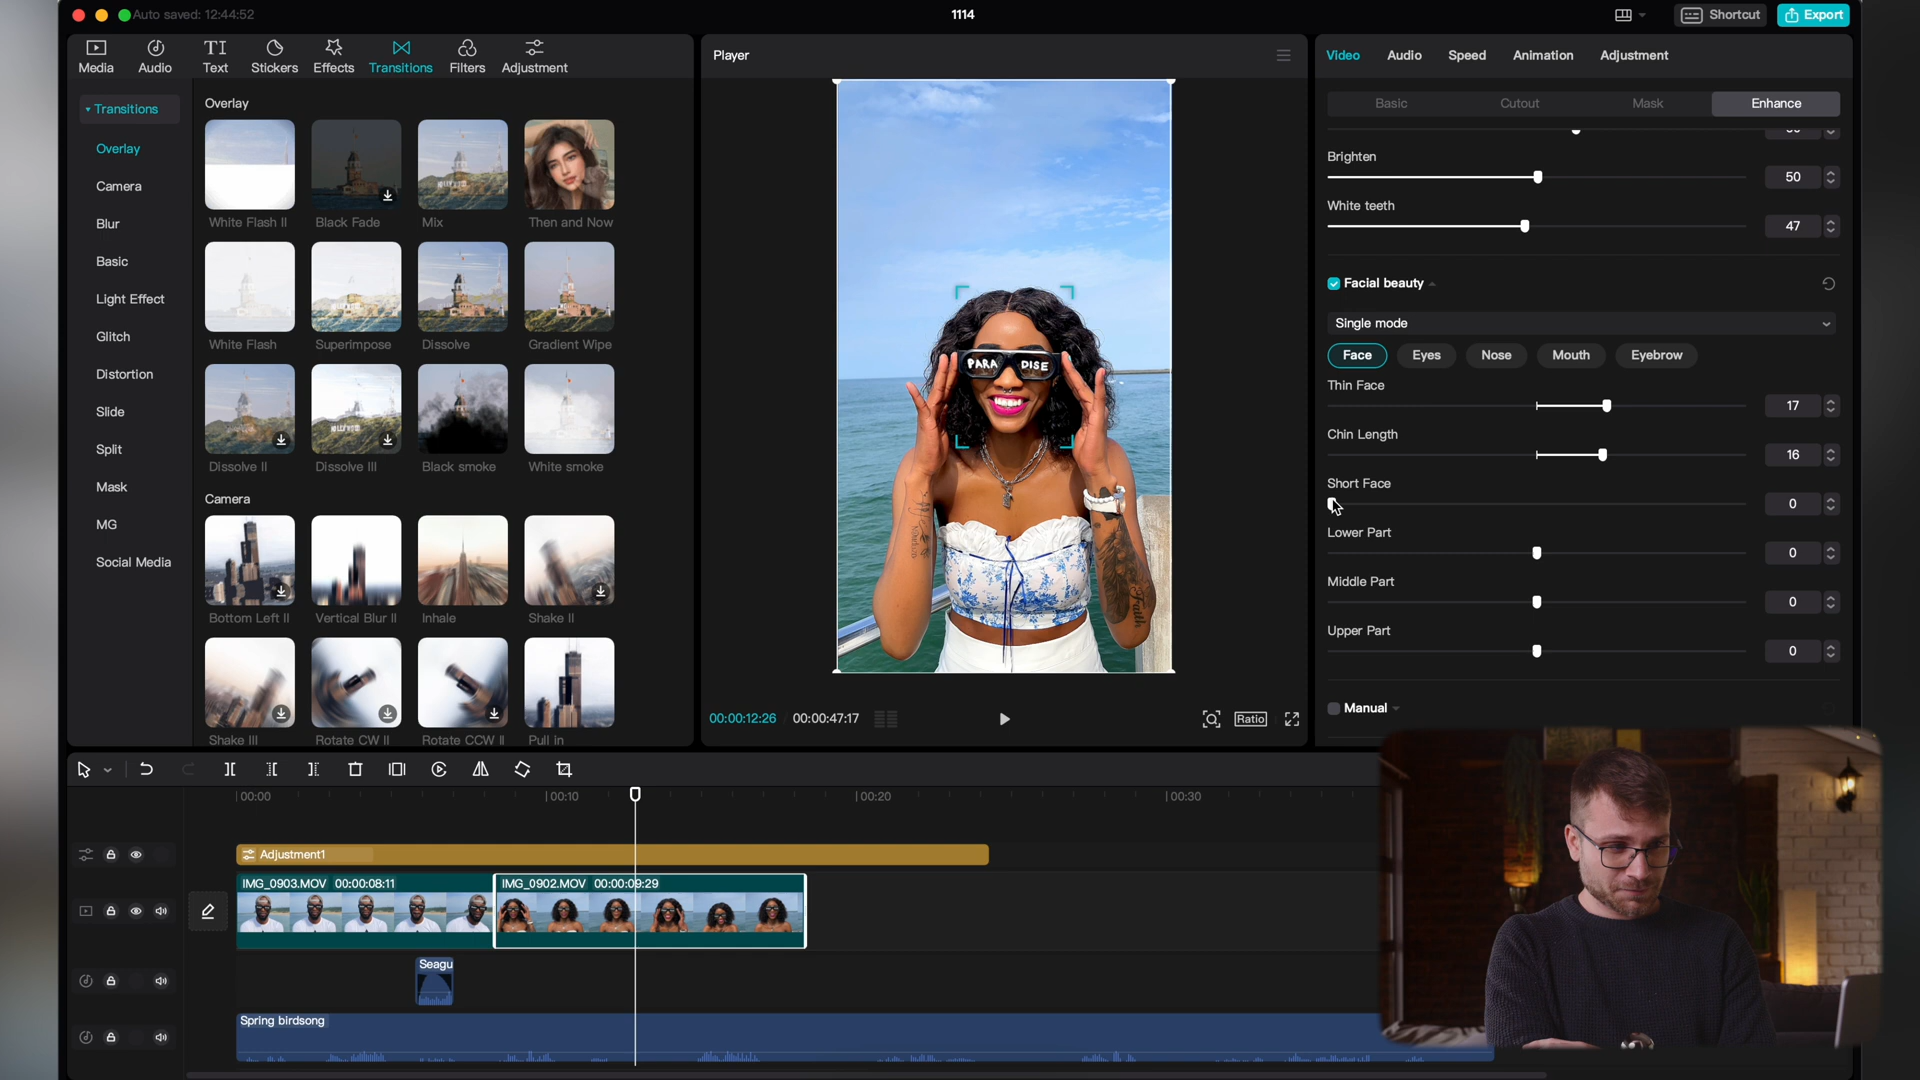 Auto saved: 12:44:52
1114
Shortcut
Export
Media
Audio
Text
Stickers
Effects
Transitions
Filters
Adjustment
Transitions
Overlay
Camera
Blur
Basic
Light Effect
Glitch
Distortion
Slide
Split
Mask
MG
Social Media
Overlay
White Flash II
Black Fade
Mix
Then and Now
White Flash
Superimpose
Dissolve
Gradient Wipe
Dissolve II
Dissolve III
Black smoke
White smoke
Camera
Bottom Left II
Vertical Blur II
Inhale
Shake II
Shake III
Rotate CW II
Rotate CCW II
Pull in
Player
PARA DISE
Faith
00:00:12:26
00:00:47:17
Ratio
Video
Audio
Speed
Animation
Adjustment
Basic
Cutout
Mask
Enhance
Brighten
50
White teeth
47
Facial beauty
Single mode
Face
Eyes
Nose
Mouth
Eyebrow
Thin Face
17
Chin Length
16
Short Face
0
Lower Part
0
Middle Part
0
Upper Part
0
Manual
00:00
00:10
00:20
00:30
Adjustment1
IMG_0903.MOV 00:00:08:11
IMG_0902.MOV 00:00:09:29
Seagu
Spring birdsong